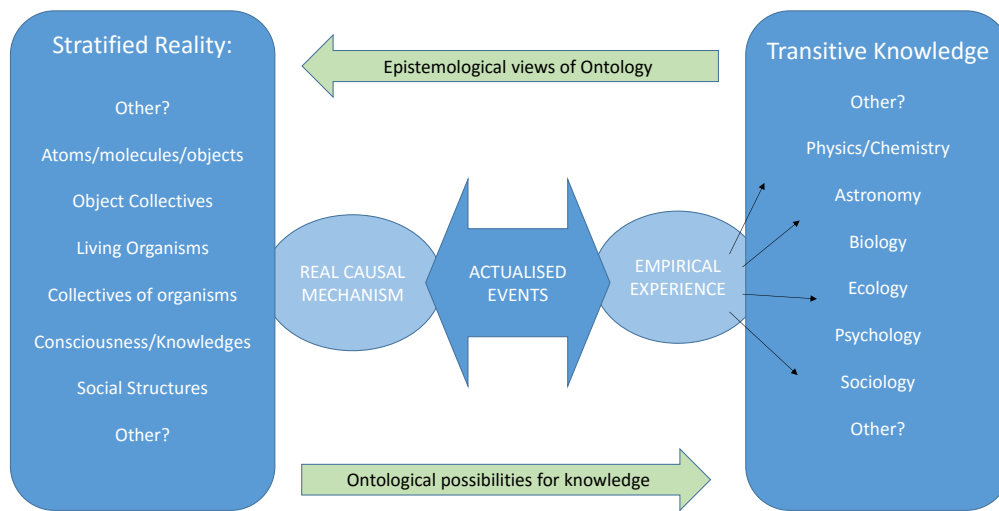 Stratified Reality:
Other?
Atoms/molecules/objects
Object Collectives
Living Organisms
Collectives of organisms
Consciousness/Knowledges
Social Structures
Other?
Epistemological views of Ontology
REAL CAUSAL
MECHANISM
ACTUALISED
EVENTS
EMPIRICAL
EXPERIENCE
Ontological possibilities for knowledge
Transitive Knowledge
Other?
Physics/Chemistry
Astronomy
Biology
Ecology
Psychology
Sociology
Other?